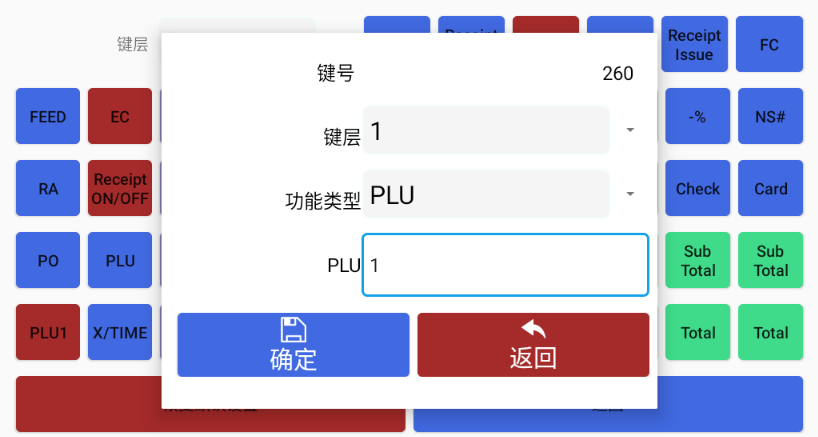 键层
Receipt
Issue
FC
键号
260
FEED
EC
键层
1
-%
NS#
RA
Receipt
ON/OFF
功能类型
PLU
Check
Card
PO
PLU
PLU
1
Sub
Total
Sub
Total
PLU1
X/TIME
确定
返回
Total
Total